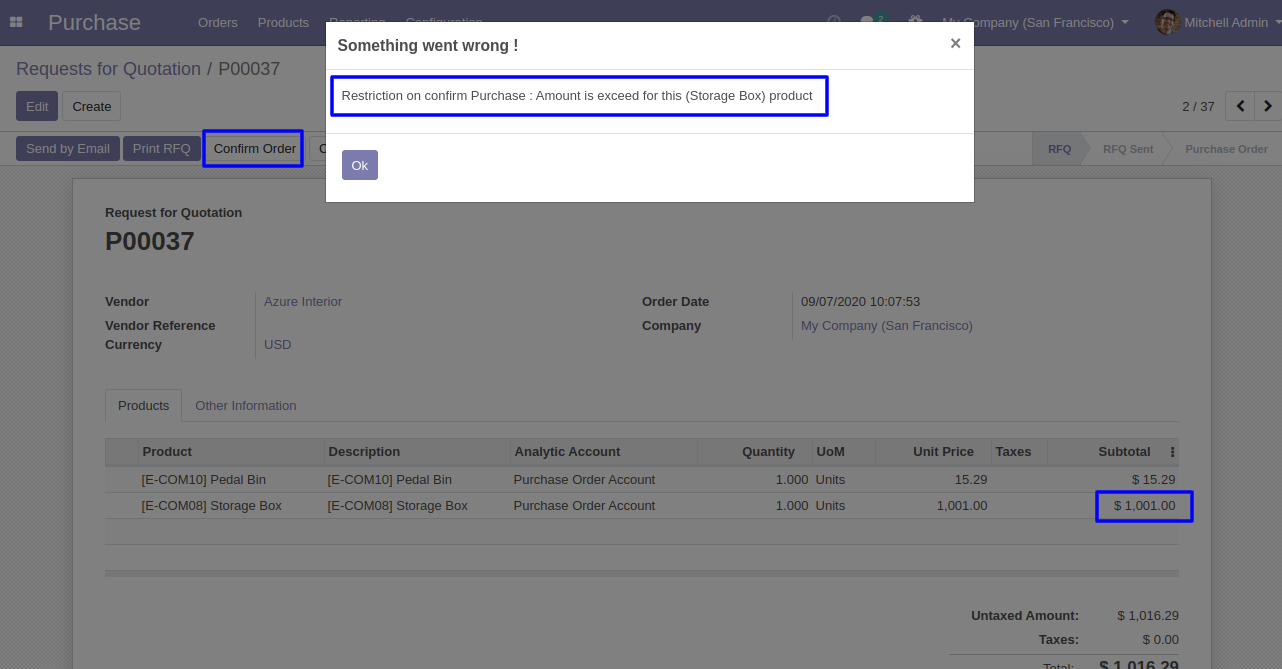 Purchase Orders Products Reporting Configuration 2 My Company (San Francisco) Mitchell Admin
Something went wrong ! ×
Requests for Quotation / P00037
Restriction on confirm Purchase : Amount is exceed for this (Storage Box) product
Edit Create 2 / 37
Send by Email Print RFQ Confirm Order RFQ RFQ Sent Purchase Order
Ok
Request for Quotation
P00037
Vendor Azure Interior Order Date 09/07/2020 10:07:53
Vendor Reference Company My Company (San Francisco)
Currency USD
Products Other Information
Product Description Analytic Account Quantity UoM Unit Price Taxes Subtotal
[E-COM10] Pedal Bin [E-COM10] Pedal Bin Purchase Order Account 1.000 Units 15.29 $ 15.29
[E-COM08] Storage Box [E-COM08] Storage Box Purchase Order Account 1.000 Units 1,001.00 $ 1,001.00
Untaxed Amount: $ 1,016.29
Taxes: $ 0.00
Total: $ 1,016.29